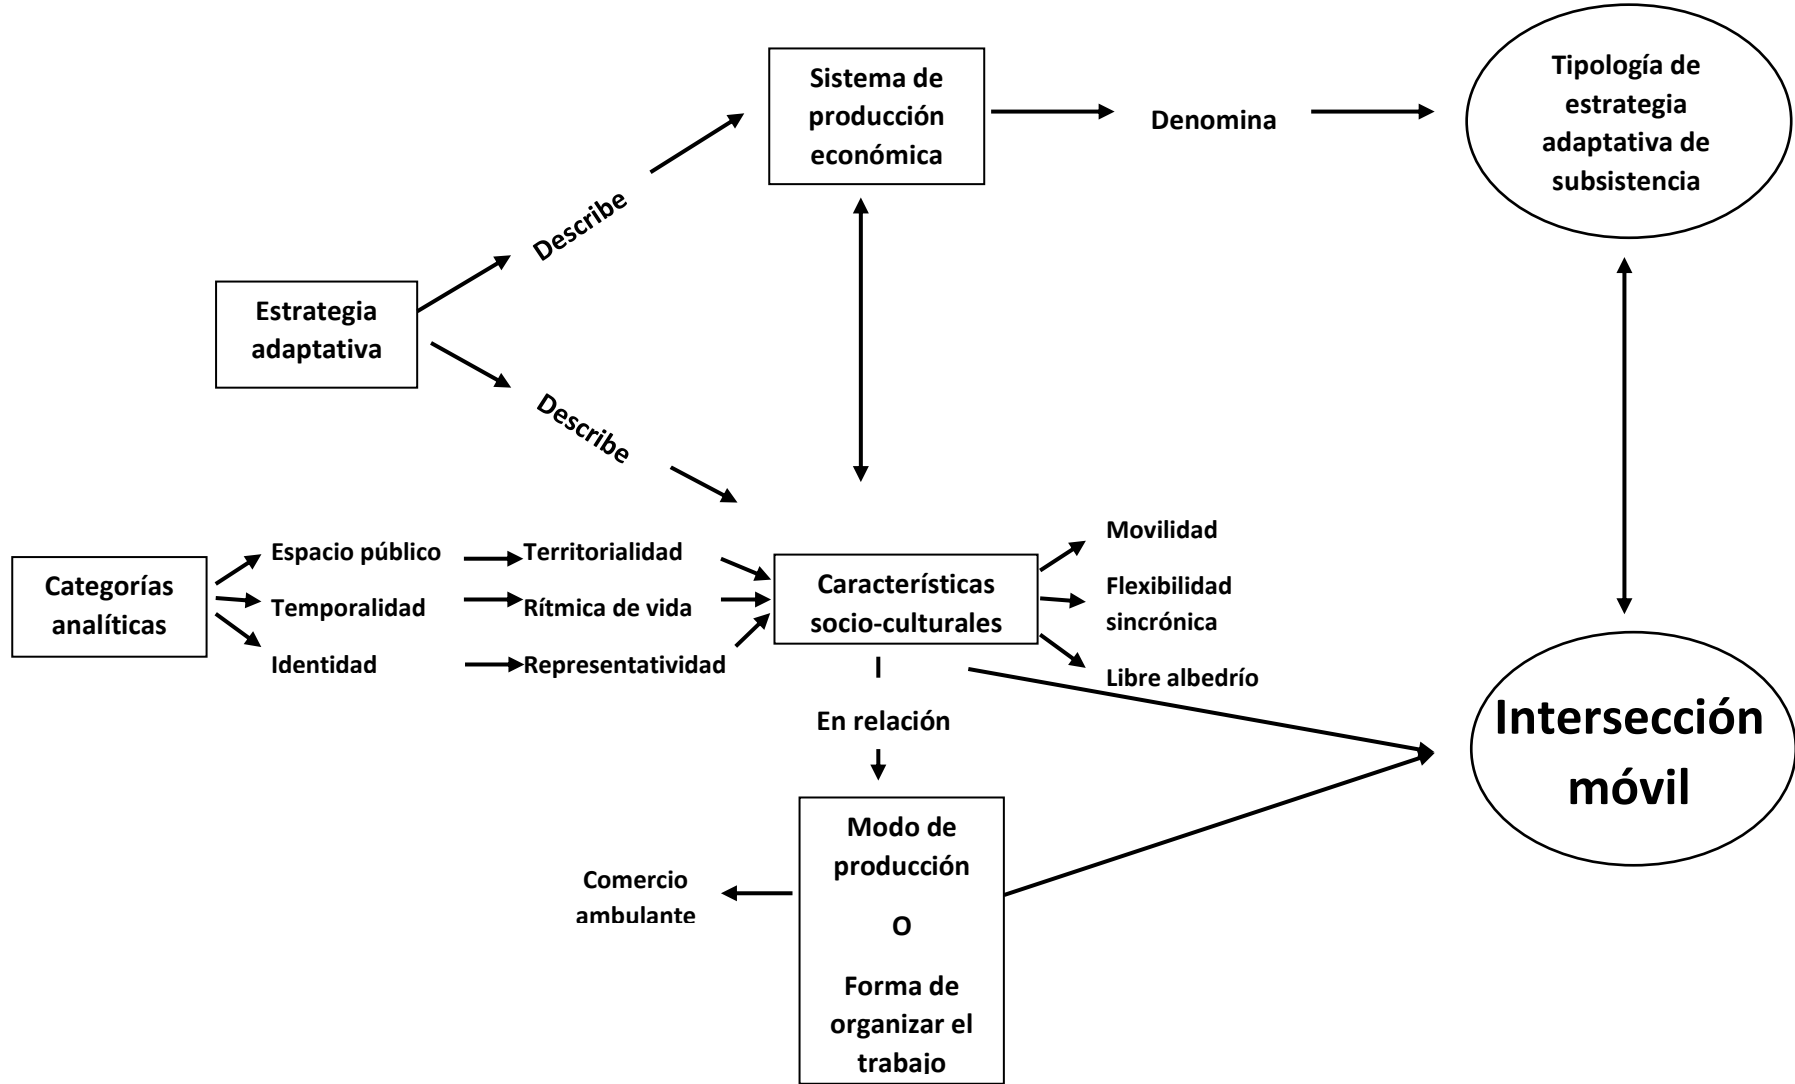 Sistema de
producción
económica
Denomina
Tipología de
estrategia
adaptativa de
subsistencia
Describe
Estrategia
adaptativa
Describe
Categorías
analíticas
Espacio público
Temporalidad
Identidad
Territorialidad
Rítmica de vida
Representatividad
Características
socio-culturales
Movilidad
Flexibilidad
sincrónica
Libre albedrío
En relación
Intersección
móvil
Comercio
ambulante
Modo de
producción
O
Forma de
organizar el
trabajo